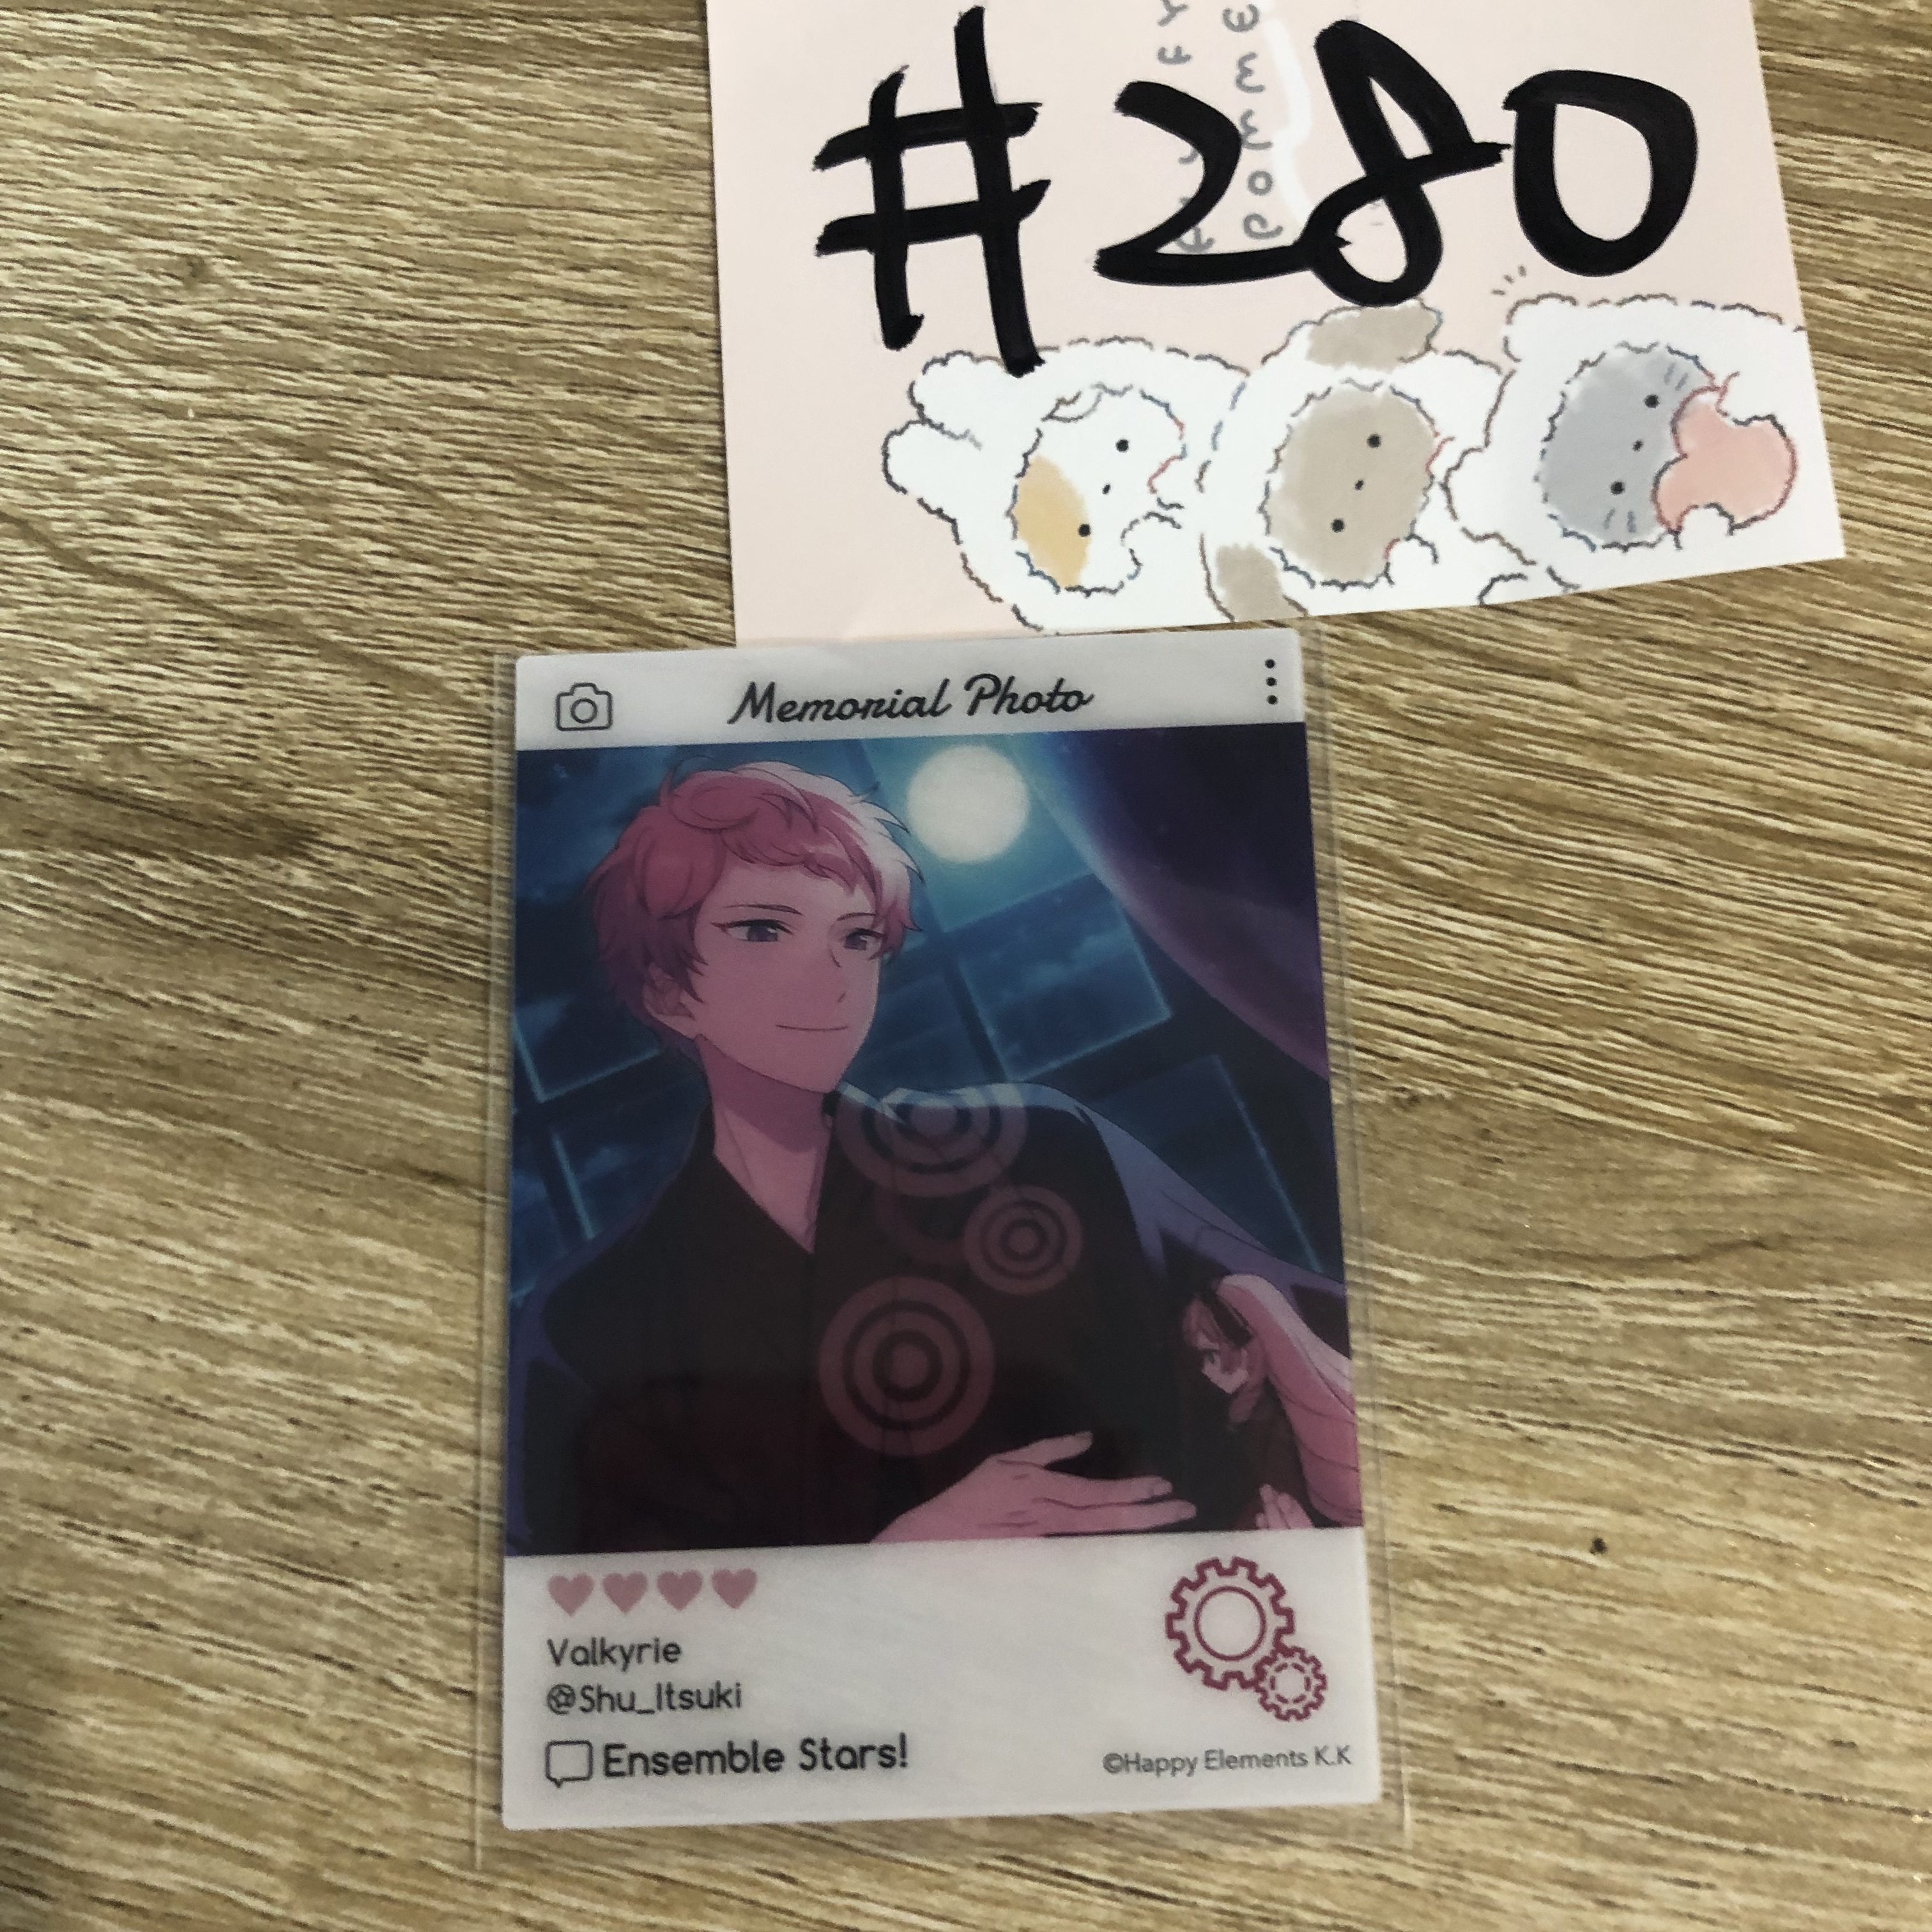 #280
Memorial Photo
Valkyrie
@Shu_Itsuki
Ensemble Stars!
©Happy Elements K.K